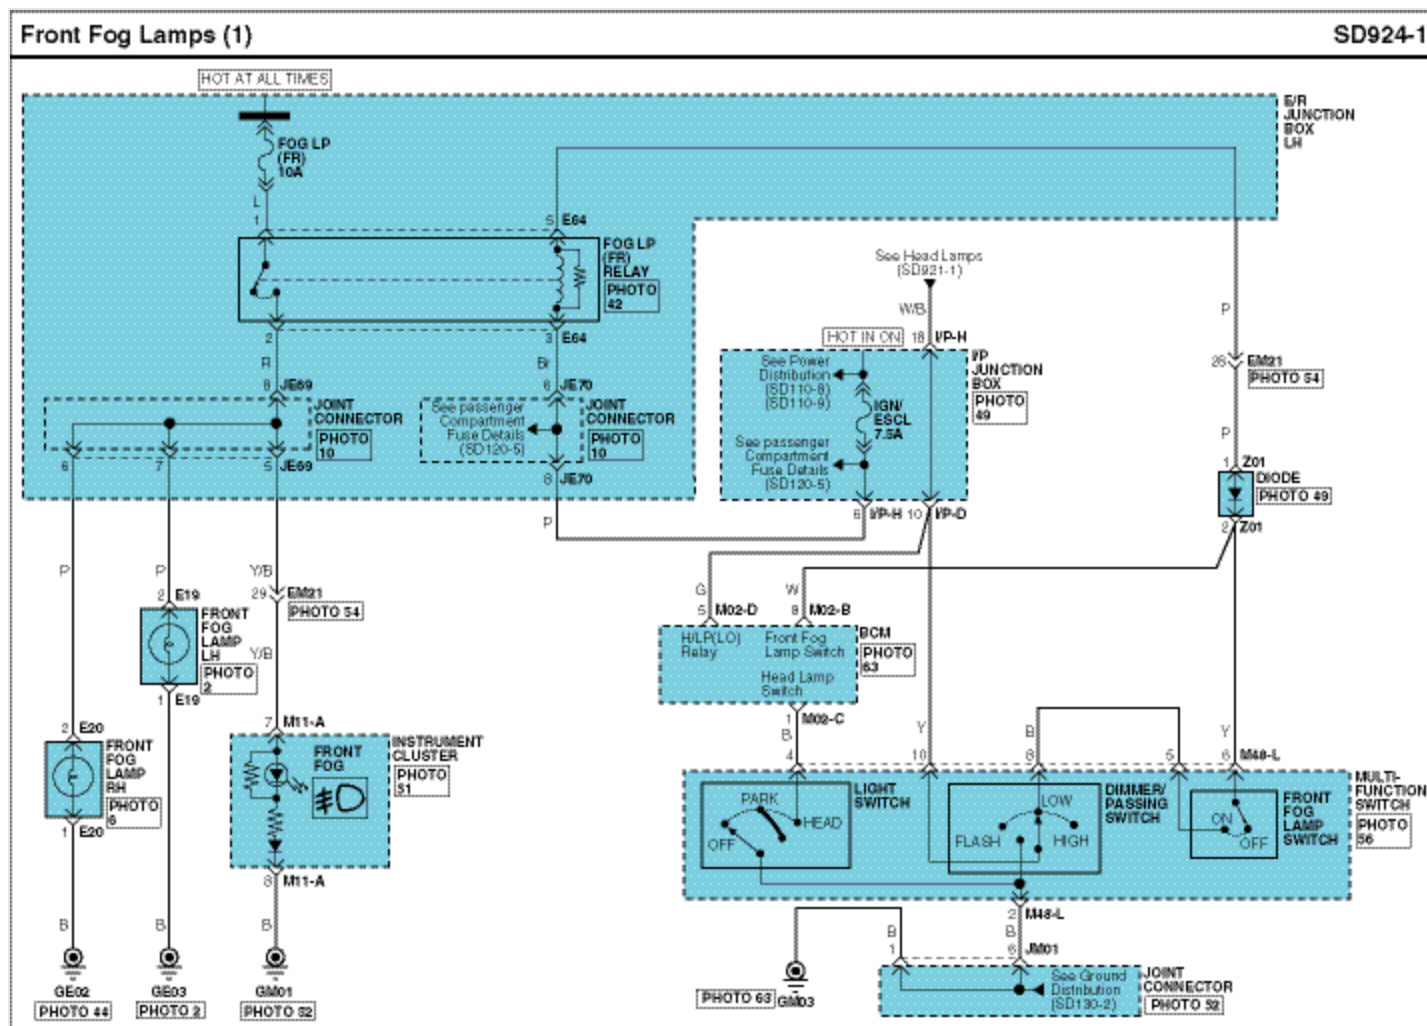 Front Fog Lamps (1)
SD924-1
HOT AT ALL TIMES
E/R
JUNCTION
BOX
LH
FOG LP
(FR)
10A
L
1
5 E64
FOG LP
(FR)
RELAY
PHOTO
42
2
3 E64
R
Br
8 JE69
6 JE70
JOINT
CONNECTOR
PHOTO
10
See passenger
Compartment
Fuse Details
(SD120-5)
JOINT
CONNECTOR
PHOTO
10
6
7
5 JE69
8 JE70
P
See Head Lamps
(SD921-1)
W/B
HOT IN ON
18 I/P-H
I/P
JUNCTION
BOX
PHOTO
49
See Power
Distribution
(SD110-8)
(SD110-9)
IGN/
ESCL
7.5A
See passenger
Compartment
Fuse Details
(SD120-5)
6 I/P-H
10 I/P-D
P
26 EM21
PHOTO 54
P
1 Z01
DIODE
PHOTO 49
2 Z01
P
P
Y/B
2 E19
29 EM21
PHOTO 54
FRONT
FOG
LAMP
LH
PHOTO
2
Y/B
1 E19
G
W
5 M02-D
9 M02-B
H/LP(LO)
Relay
Front Fog
Lamp Switch
Head Lamp
Switch
BCM
PHOTO
63
1 M02-C
B
Y
B
Y
2 E20
FRONT
FOG
LAMP
RH
PHOTO
6
1 E20
7 M11-A
FRONT
FOG
INSTRUMENT
CLUSTER
PHOTO
51
8 M11-A
4
10
8
5
6 M48-L
PARK
OFF
HEAD
LIGHT
SWITCH
LOW
FLASH
HIGH
DIMMER/
PASSING
SWITCH
ON
OFF
FRONT
FOG
LAMP
SWITCH
MULTI-
FUNCTION
SWITCH
PHOTO
56
2 M48-L
B
B
B
B
B
1
6 JM01
GE02
PHOTO 44
GE03
PHOTO 2
GM01
PHOTO 52
PHOTO 63
GM03
See Ground
Distribution
(SD130-2)
JOINT
CONNECTOR
PHOTO 52